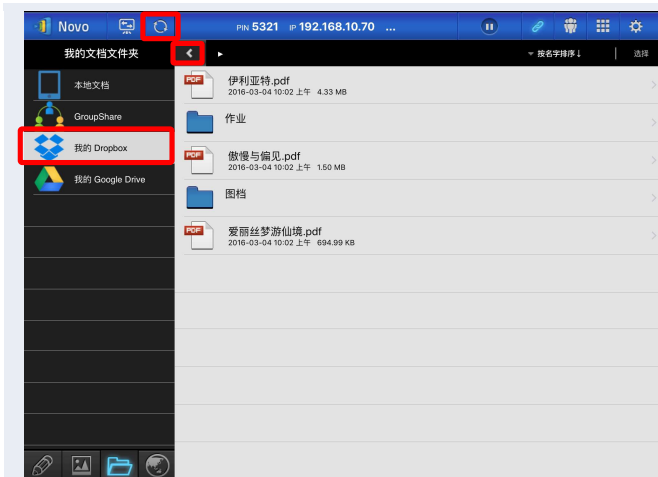 Novo
PIN 5321 IP 192.168.10.70 ...
我的文档文件夹
按名字排序↓
选择
本地文档
GroupShare
我的 Dropbox
我的 Google Drive
PDF
伊利亚特.pdf
2016-03-04 10:02 上午 4.33 MB
作业
PDF
傲慢与偏见.pdf
2016-03-04 10:02 上午 1.50 MB
图档
PDF
爱丽丝梦游仙境.pdf
2016-03-04 10:02 上午 694.99 KB